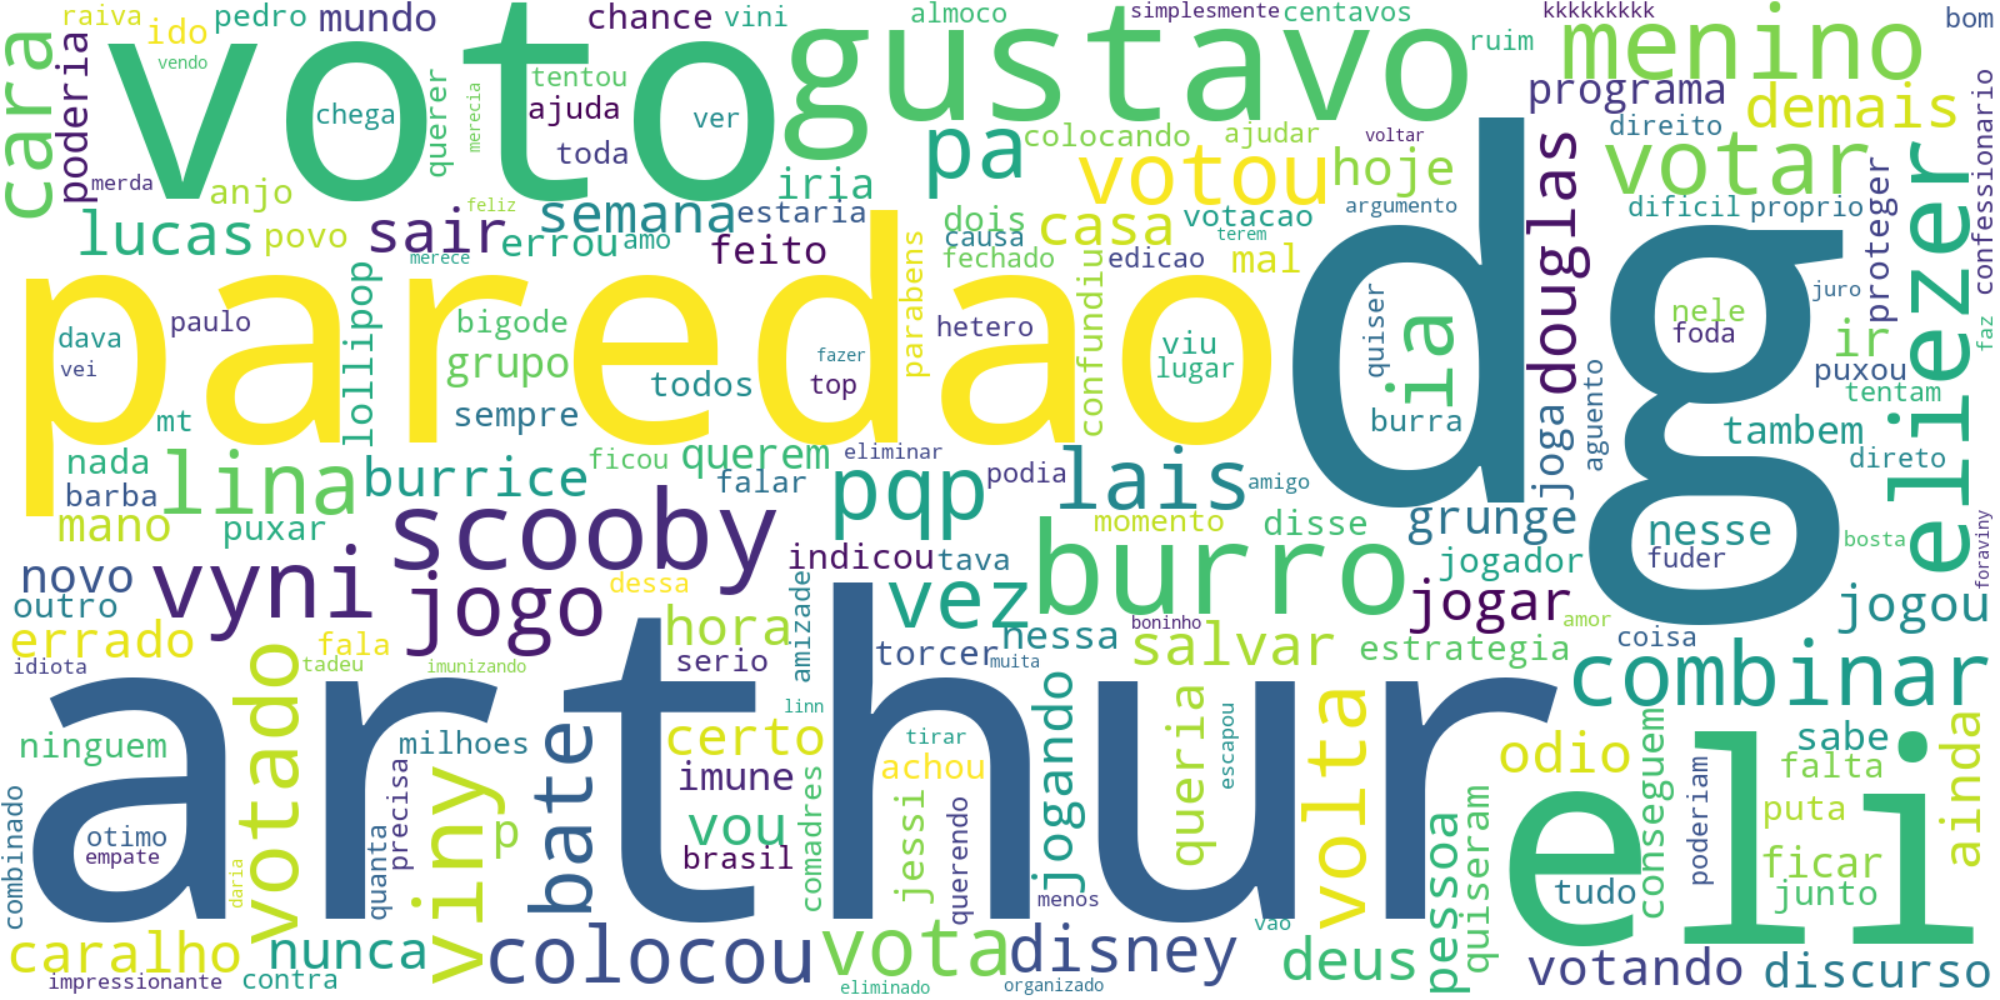 raiva
pedro
mundo
chance
vini
almoco
simplesmente
centavos
kkkkkkkkk
bom
cara
poderia
ido
vendo
voto
gustavo
menino
ruim
querer
merecia
tentou
ajuda
chega
ver
toda
programa
demais
confessionario
merda
anjo
iria
pa
colocando
ajudar
voltar
direito
votou
hoje
votar
douglas
eliezer
lucas
povo
sair
feliz
semana
estaria
dois
casa
votacao
argumento
dificil
proprio
proteger
errou
amo
merece
feito
causa
fechado
edicao
terem
mal
paredao
dg
dava
vei
paulo
lollipop
bigode
grupo
todos
fazer
top
parabens
hetero
confundiu
viu
lugar
quiser
ia
burra
nele
foda
juro
ir
faz
puxou
tentam
mt
sempre
joga
aguento
tambem
direto
nada
barba
lina
burrice
ficou
querem
falar
eliminar
pqp
podia
lais
amigo
grunge
nesse
fuder
bosta
foraviny
mano
puxar
scooby
momento
disse
novo
outro
vyni
jogo
dessa
amizade
indicou
tava
vez
burro
jogador
jogar
jogou
errado
fala
hora
boninho
nessa
salvar
amor
estrategia
coisa
combinar
idiota
tadeu
imunizando
serio
torcer
muita
arthur
eli
votado
ninguem
milhoes
bate
certo
linn
tirar
jogando
queria
escapou
volta
odio
conseguem
sabe
falta
ainda
combinado
otimo
empate
daria
quanta
precisa
viny
p
imune
vou
brasil
comadres
achou
jessi
querendo
menos
pessoa
quiseram
tudo
poderiam
puta
ficar
junto
caralho
nunca
colocou
vota
disney
vao
deus
votando
discurso
impressionante
contra
eliminado
organizado